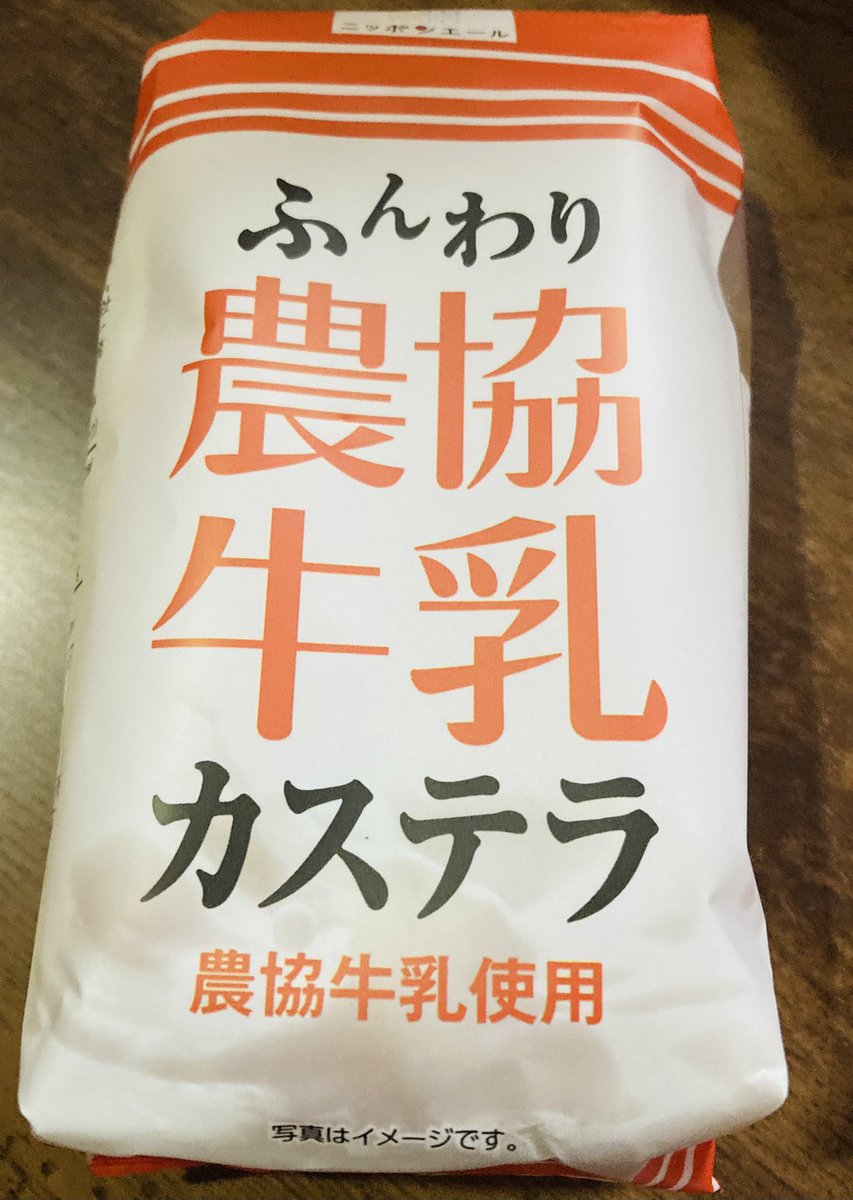 ニッポンエール
ふんわり
農協
牛乳
カステラ
農協牛乳使用
写真はイメージです。